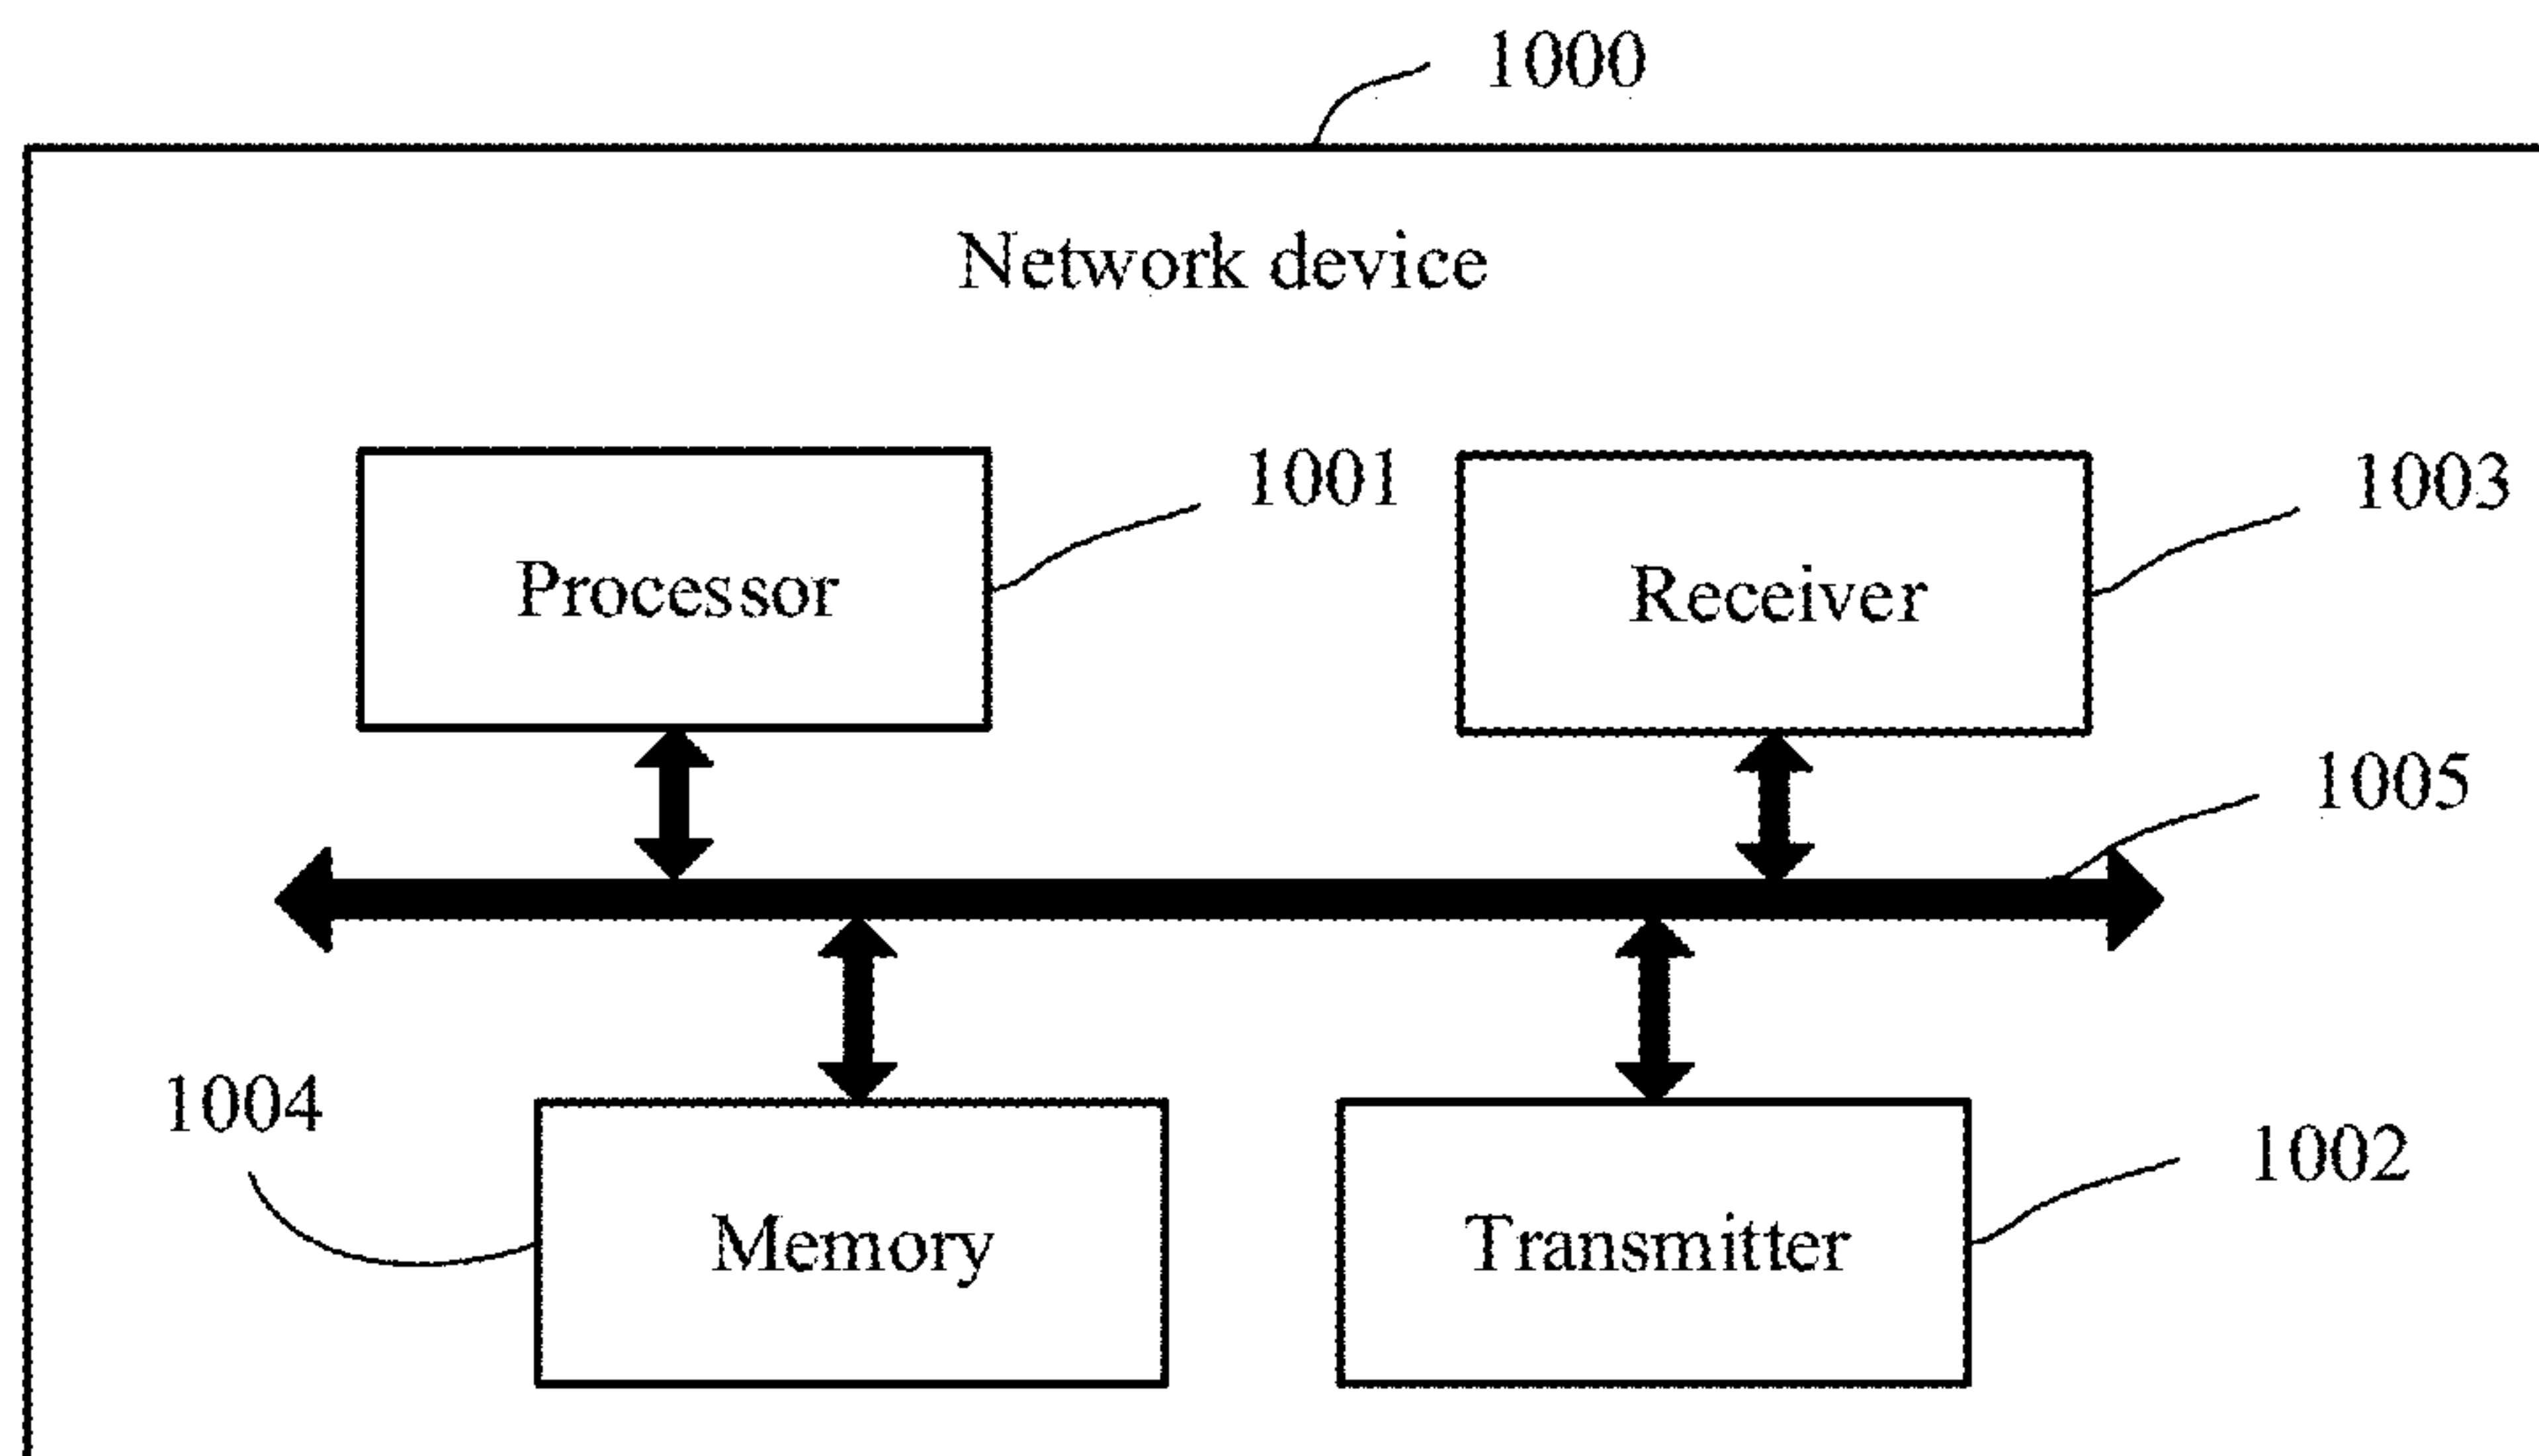 1000
Network device
1001
1003
Processor
Receiver
1005
1004
1002
Memory
Transmitter